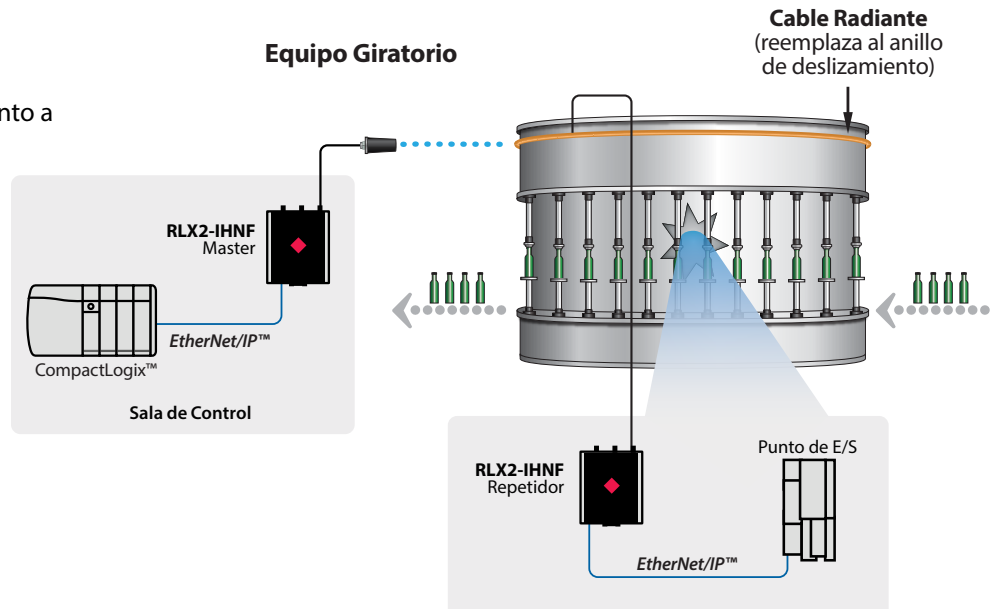 Cable Radiante
(reemplaza al anillo
de deslizamiento)
Equipo Giratorio
nto a
RLX2-IHNF
Master
EtherNet/IP™
CompactLogix™
Sala de Control
RLX2-IHNF
Repetidor
Punto de E/S
EtherNet/IP™